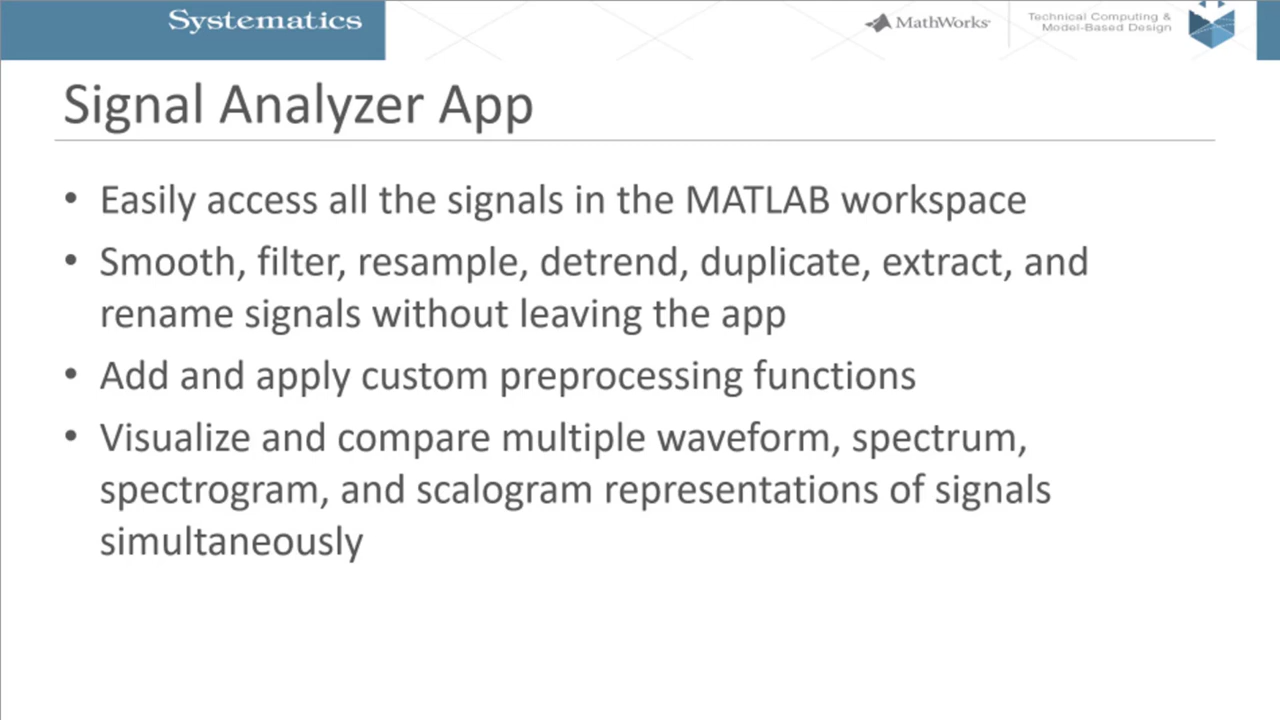 Systematics
MathWorks
Technical Computing &
Model-Based Design
Signal Analyzer App
• Easily access all the signals in the MATLAB workspace
• Smooth, filter, resample, detrend, duplicate, extract, and
rename signals without leaving the app
• Add and apply custom preprocessing functions
• Visualize and compare multiple waveform, spectrum,
spectrogram, and scalogram representations of signals
simultaneously